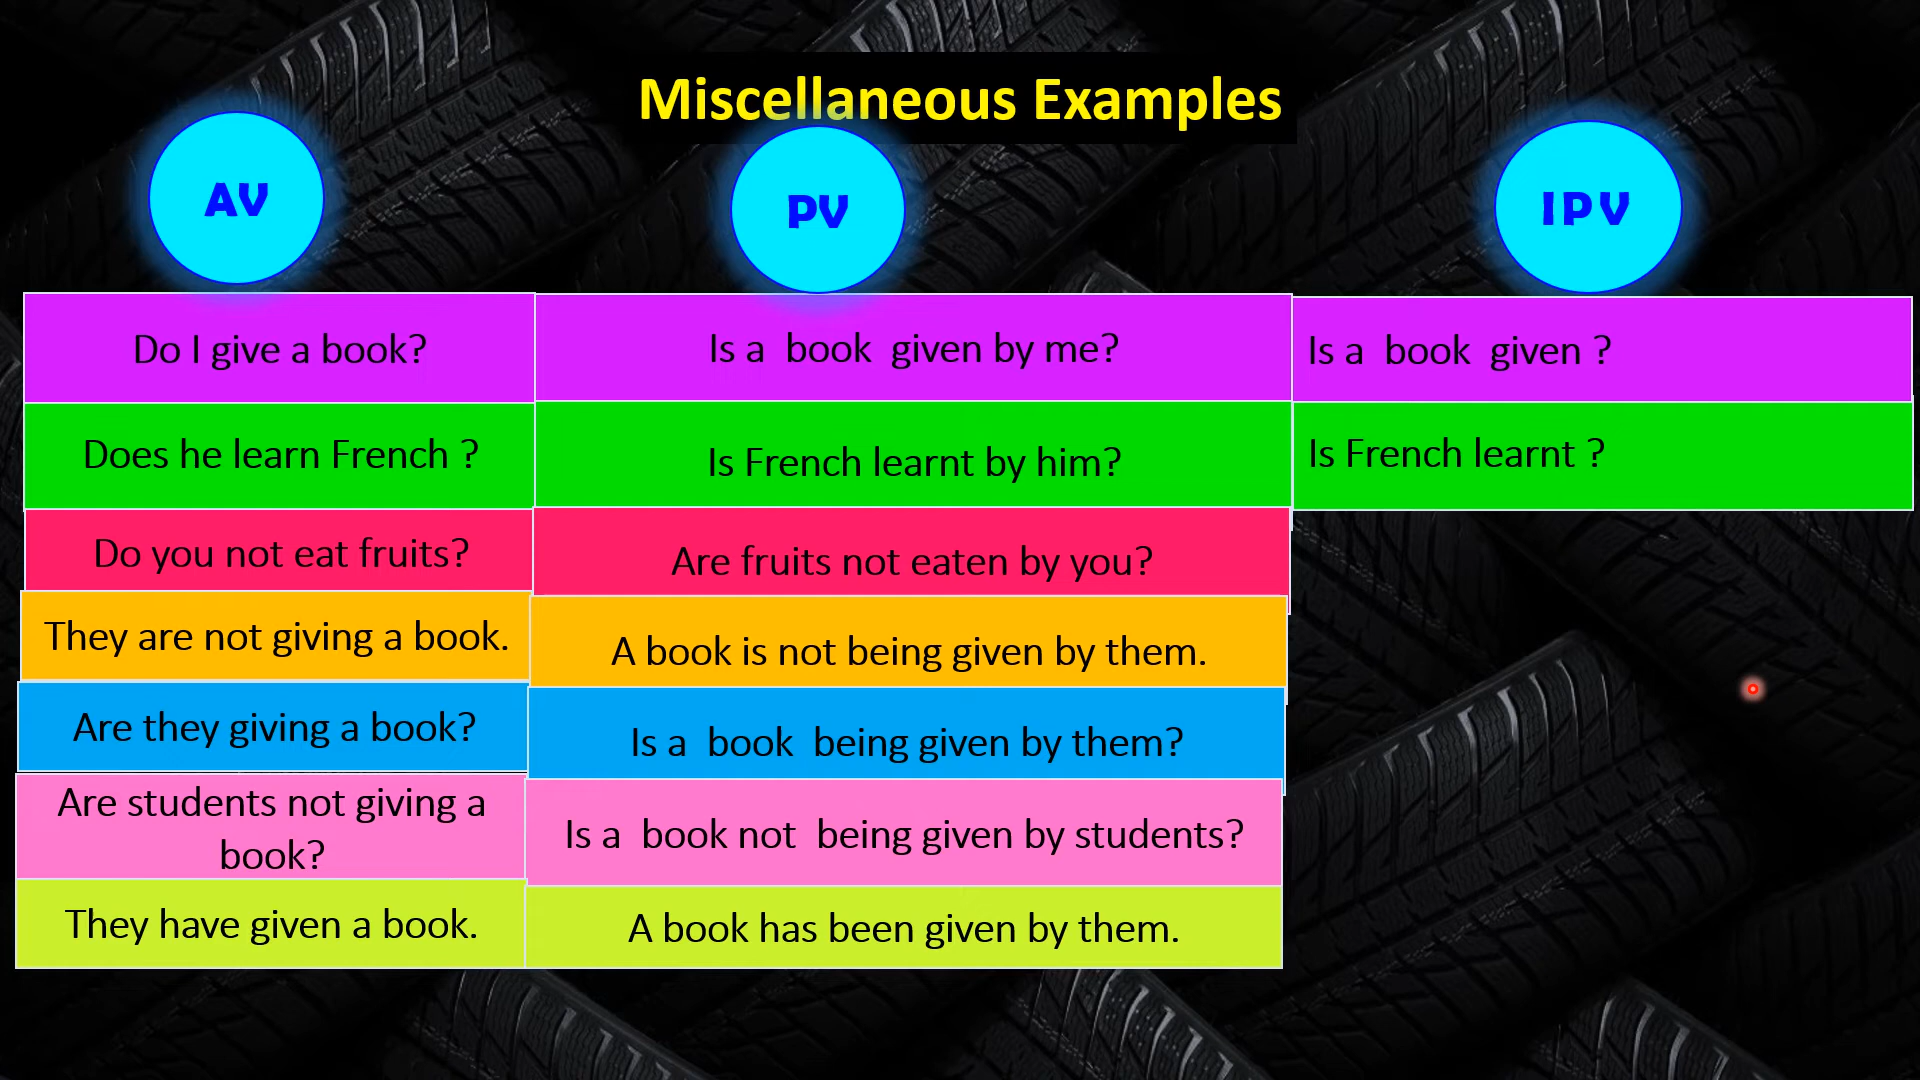 Miscellaneous Examples
AV
PV
IPV
Do I give a book?
Is a book given by me?
Is a book given ?
Does he learn French ?
Is French learnt by him?
Is French learnt ?
Do you not eat fruits?
Are fruits not eaten by you?
They are not giving a book.
A book is not being given by them.
Are they giving a book?
Is a book being given by them?
Are students not giving a
book?
Is a book not being given by students?
They have given a book.
A book has been given by them.